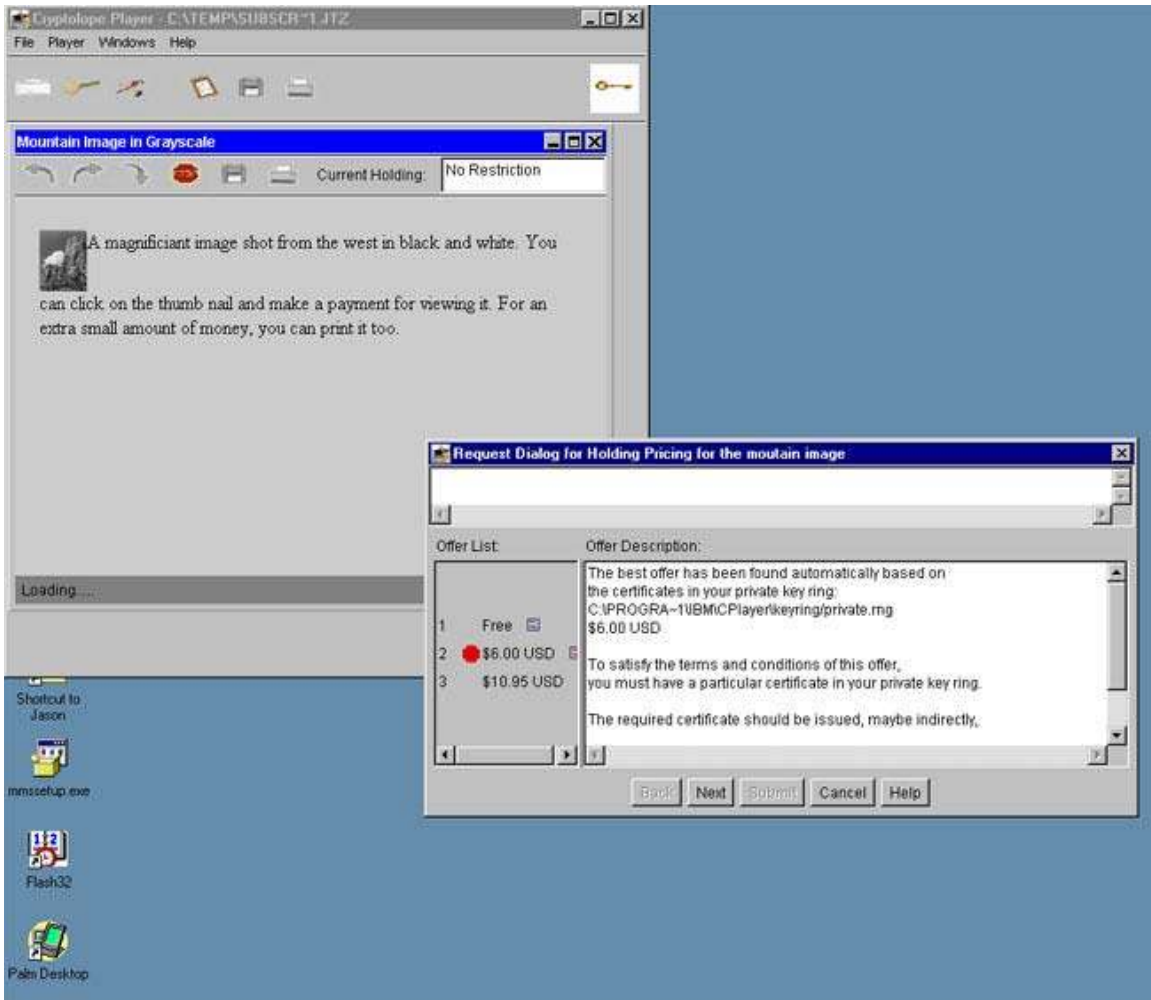 Cryptolope Player - C:\TEMP\SUBSCR~1.JTZ
File Player Windows Help
Mountain Image in Grayscale
Current Holding: No Restriction
A magnificiant image shot from the west in black and white. You
can click on the thumb nail and make a payment for viewing it. For an
extra small amount of money, you can print it too.
Loading....
Request Dialog for Holding Pricing for the moutain image
Offer List:
1 Free
2 $6.00 USD
3 $10.95 USD
Offer Description:
The best offer has been found automatically based on
the certificates in your private key ring:
C:\PROGRA~1\IBM\CPlayer\keyring/private.rng
$6.00 USD
To satisfy the terms and conditions of this offer,
you must have a particular certificate in your private key ring.
The required certificate should be issued, maybe indirectly,
Back Next Submit Cancel Help
Shortcut to
Jason
mmssetup.exe
Flash32
Palm Desktop